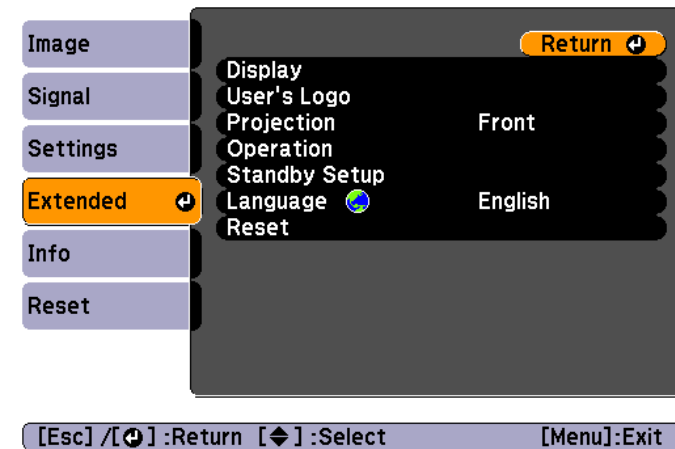 Image
Signal
Settings
Extended
Info
Reset
Return
Display
User's Logo
Projection Front
Operation
Standby Setup
Language English
Reset
[Esc] /[ ] :Return [ ] :Select [Menu]:Exit